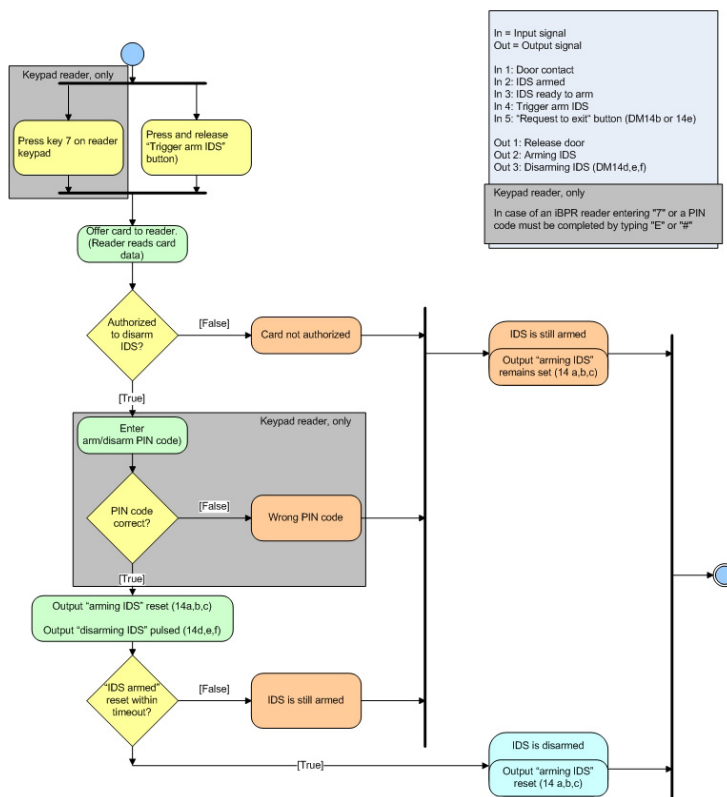 In = Input signal
Out = Output signal
In 1: Door contact
In 2: IDS armed
In 3: IDS ready to arm
In 4: Trigger arm IDS
In 5: "Request to exit" button (DM14b or 14e)
Out 1: Release door
Out 2: Arming IDS
Out 3: Disarming IDS (DM14d,e,f)
Keypad reader, only
In case of an iBPR reader entering "7" or a PIN
code must be completed by typing "E" or "#"
Keypad reader, only
Press key 7 on reader
keypad
Press and release
"Trigger arm IDS"
button)
Offer card to reader.
(Reader reads card
data)
Authorized
to disarm
IDS?
[False]
Card not authorized
IDS is still armed
Output "arming IDS"
remains set (14 a,b,c)
[True]
Keypad reader, only
Enter
arm/disarm PIN code)
PIN code
correct?
[False]
Wrong PIN code
[True]
Output "arming IDS" reset (14a,b,c)
Output "disarming IDS" pulsed (14d,e,f)
"IDS armed"
reset within
timeout?
[False]
IDS is still armed
[True]
IDS is disarmed
Output "arming IDS"
reset (14 a,b,c)